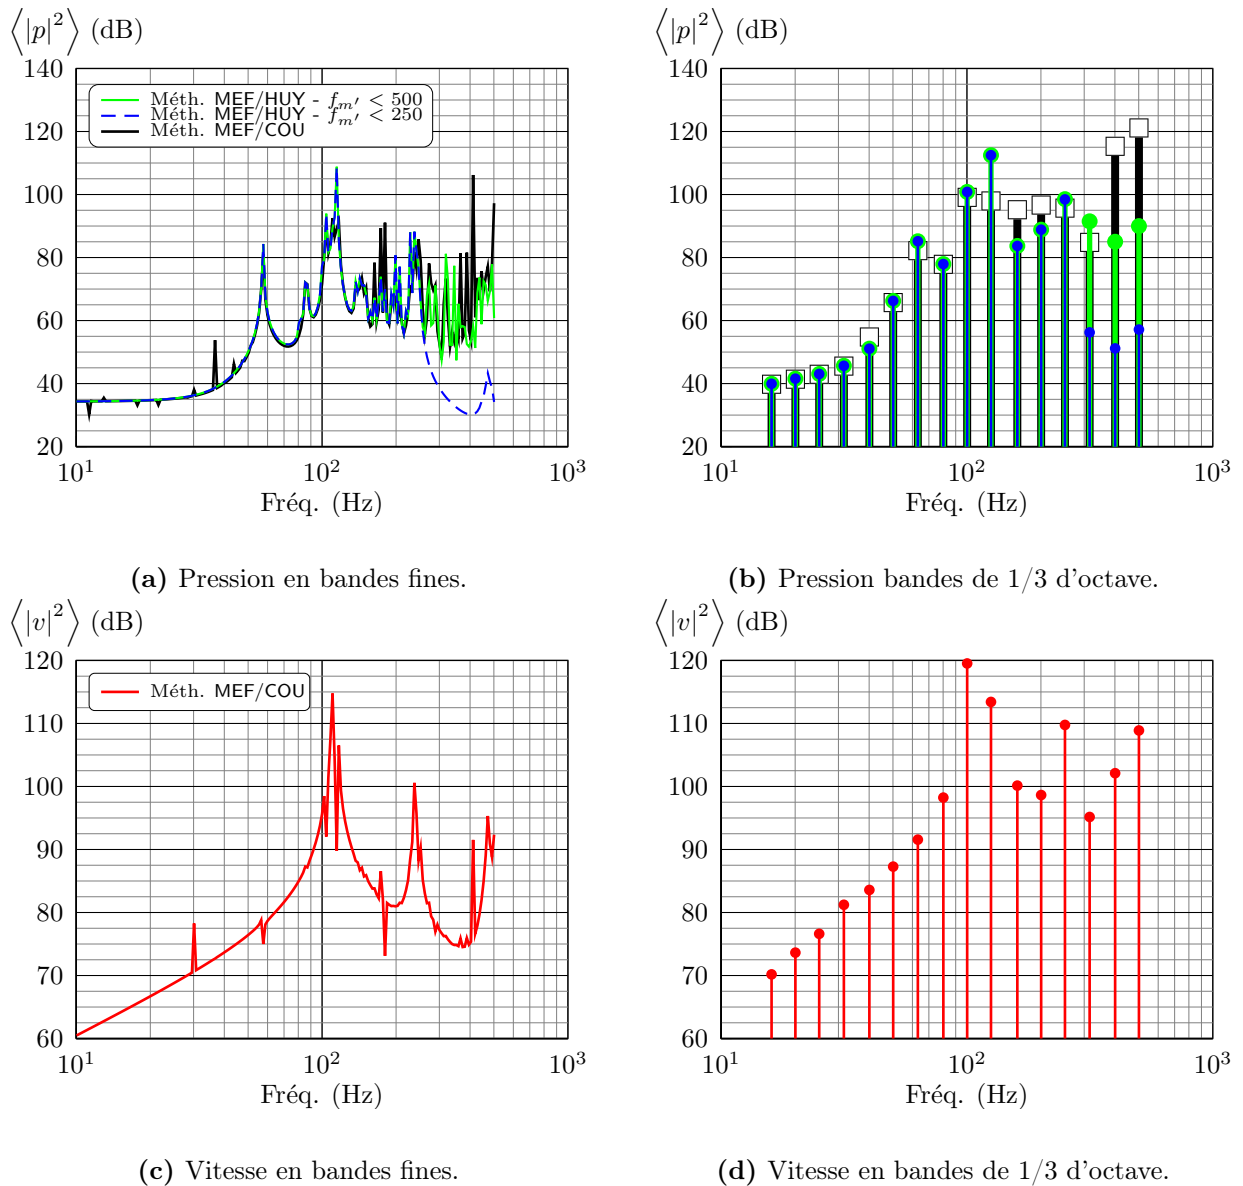 ⟨|p|²⟩ (dB)
140
120
100
80
60
40
20
Méth. MEF/HUY - fₘ′ < 500
Méth. MEF/HUY - fₘ′ < 250
Méth. MEF/COU
10¹ 10² 10³
Fréq. (Hz)
(a) Pression en bandes fines.
⟨|p|²⟩ (dB)
140
120
100
80
60
40
20
10¹ 10² 10³
Fréq. (Hz)
(b) Pression bandes de 1/3 d'octave.
⟨|v|²⟩ (dB)
120
110
100
90
80
70
60
Méth. MEF/COU
10¹ 10² 10³
Fréq. (Hz)
(c) Vitesse en bandes fines.
⟨|v|²⟩ (dB)
120
110
100
90
80
70
60
10¹ 10² 10³
Fréq. (Hz)
(d) Vitesse en bandes de 1/3 d'octave.